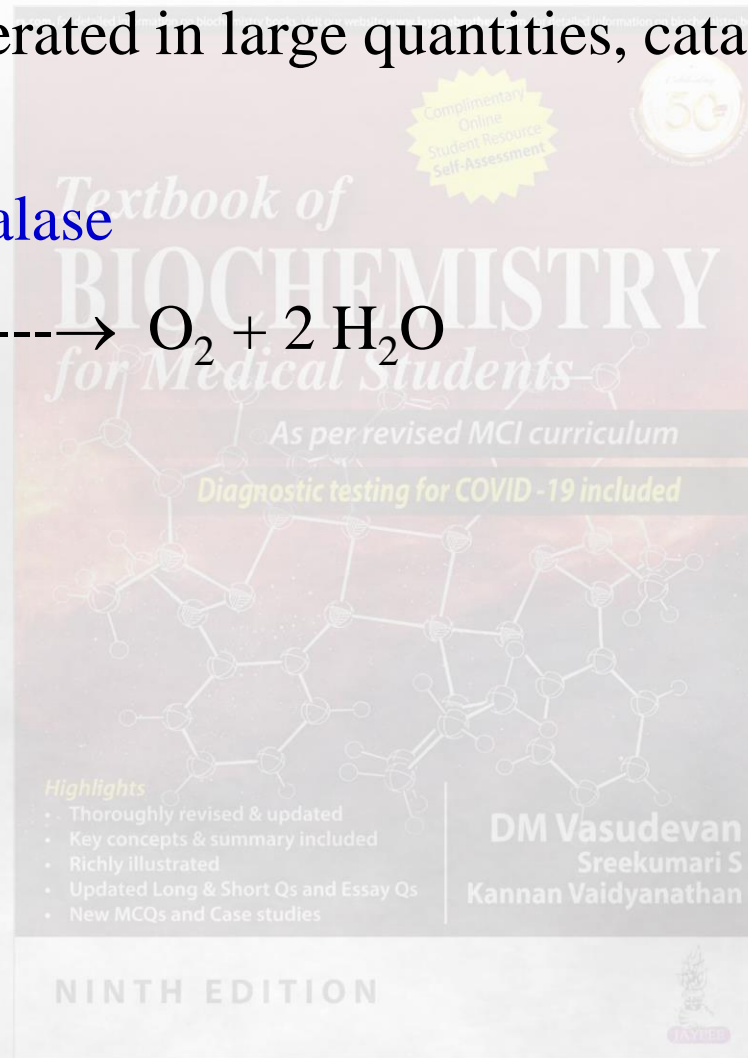 erated in large quantities, cata
Complimentary
Online
Student Resource
Self-Assessment
50
alase
Textbook of
BIOCHEMISTRY
---→ O₂ + 2 H₂O
for Medical Students
As per revised MCI curriculum
Diagnostic testing for COVID -19 included
Highlights
• Thoroughly revised & updated
• Key concepts & summary included
• Richly illustrated
• Updated Long & Short Qs and Essay Qs
• New MCQs and Case studies
DM Vasudevan
Sreekumari S
Kannan Vaidyanathan
NINTH EDITION
JAYPEE